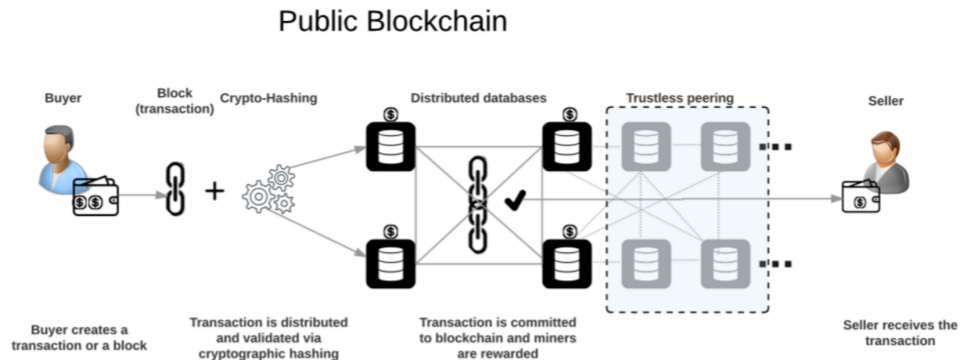 Public Blockchain
Buyer
Block
(transaction)
Crypto-Hashing
Distributed databases
Trustless peering
Seller
$
$
$
$
$
$
$
Buyer creates a
transaction or a block
Transaction is distributed
and validated via
cryptographic hashing
Transaction is committed
to blockchain and miners
are rewarded
Seller receives the
transaction